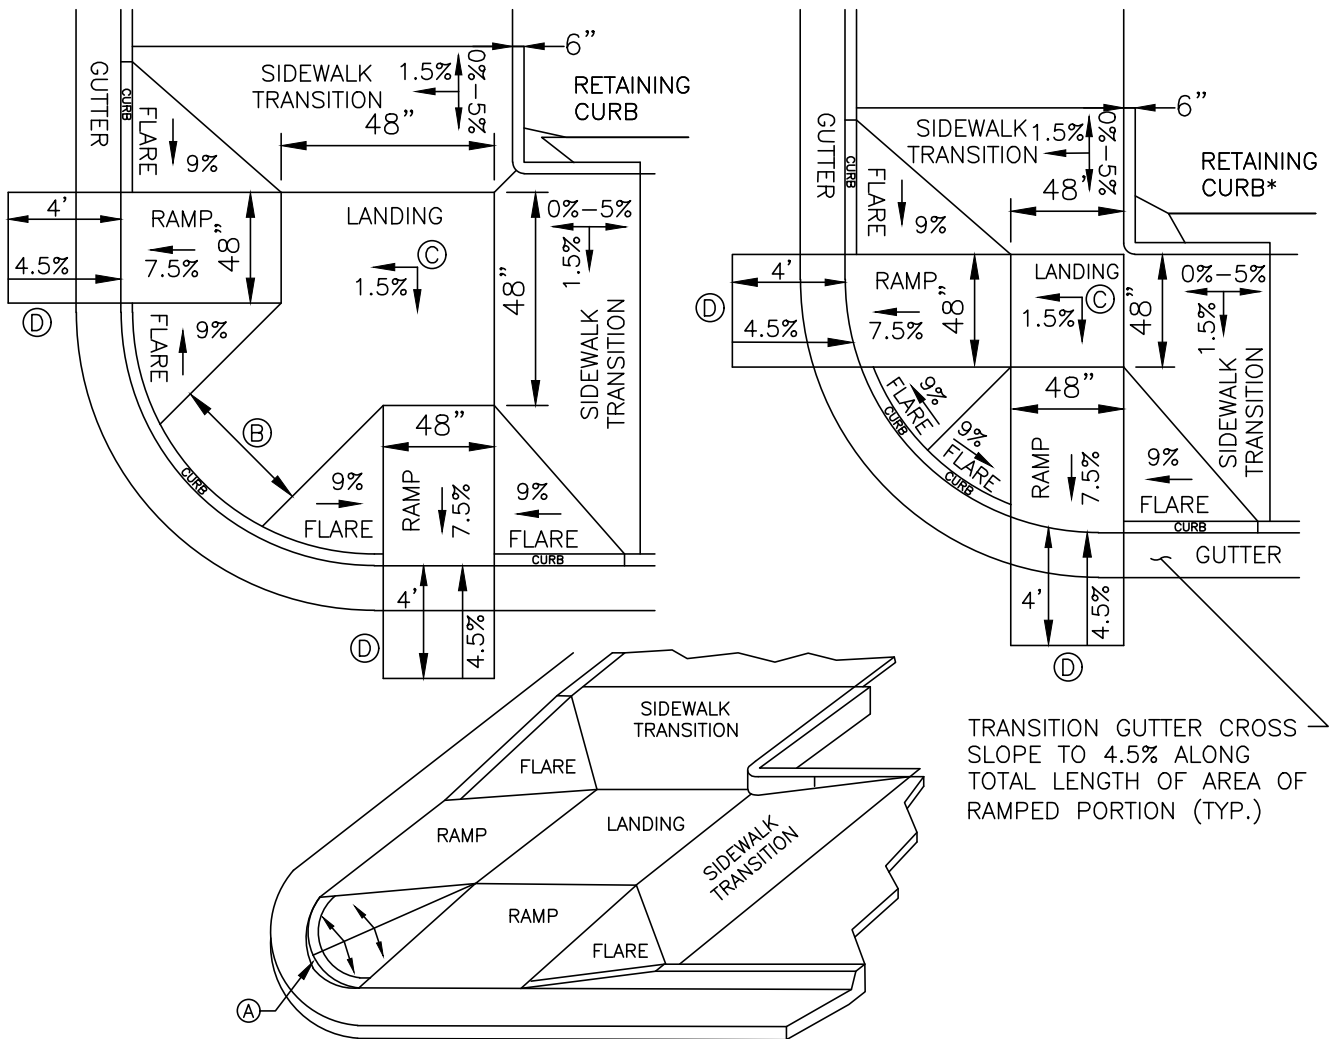 6”
SIDEWALK
TRANSITION
1.5%
0%-5%
RETAINING
CURB
48”
GUTTER
CURB
FLARE
9%
4’
RAMP
48”
7.5%
4.5%
D
LANDING
C
1.5%
48”
0%-5%
1.5%
SIDEWALK
TRANSITION
FLARE
9%
B
CURB
48”
9%
FLARE
RAMP
7.5%
9%
FLARE
CURB
4’
4.5%
D
6”
SIDEWALK
TRANSITION
1.5%
0%-5%
RETAINING
CURB*
48”
GUTTER
CURB
FLARE
9%
4’
RAMP
48”
7.5%
4.5%
D
LANDING
C
1.5%
48”
0%-5%
1.5%
SIDEWALK
TRANSITION
9%
FLARE
CURB
9%
FLARE
CURB
48”
RAMP
7.5%
9%
FLARE
CURB
GUTTER
4’
4.5%
D
TRANSITION GUTTER CROSS
SLOPE TO 4.5% ALONG
TOTAL LENGTH OF AREA OF
RAMPED PORTION (TYP.)
SIDEWALK
TRANSITION
FLARE
RAMP
LANDING
SIDEWALK
TRANSITION
RAMP
FLARE
A